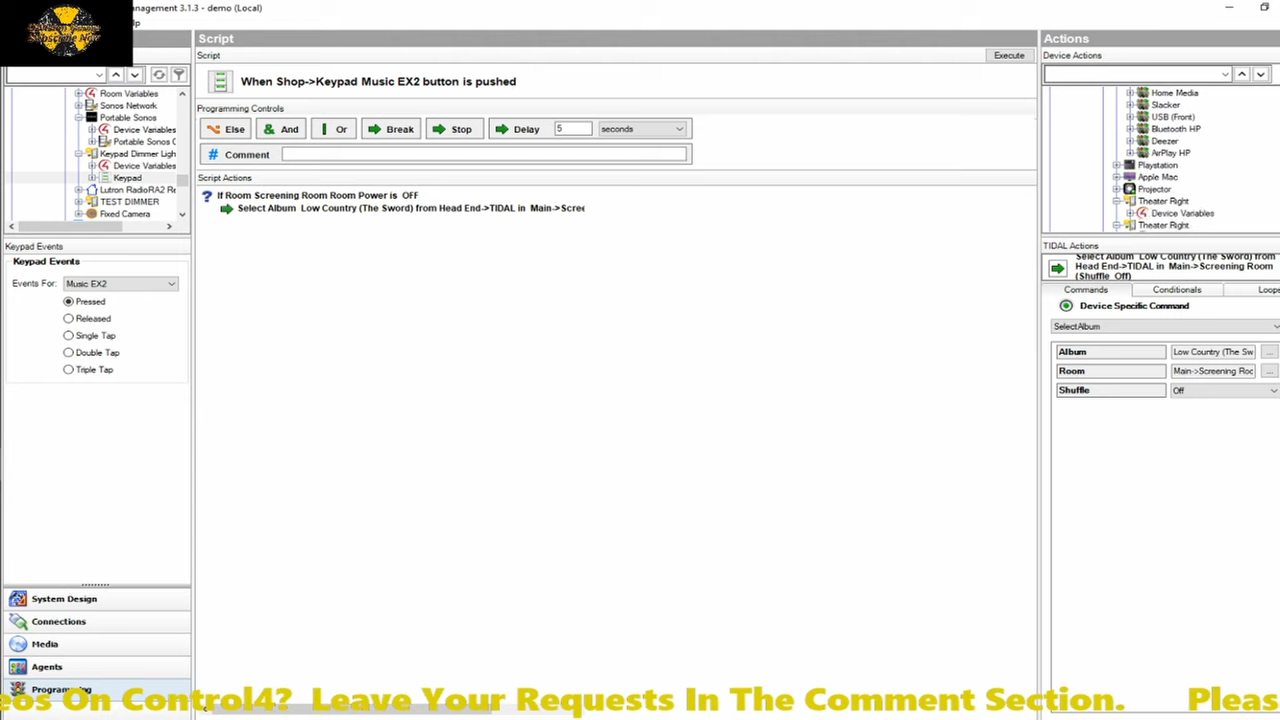 anagement 3.1.3 - demo (Local)
Subscribe Now
lp
Script
Actions
Script
Execute
Device Actions
When Shop->Keypad Music EX2 button is pushed
Programming Controls
Else
And
Or
Break
Stop
Delay
5
seconds
Comment
Script Actions
If Room Screening Room Room Power is OFF
Select Album Low Country (The Sword) from Head End->TIDAL in Main->Scree
Room Variables
Sonos Network
Portable Sonos
Device Variables
Portable Sonos C
Keypad Dimmer Ligh
Device Variables
Keypad
Lutron RadioRA2 Re
TEST DIMMER
Fixed Camera
Keypad Events
Keypad Events
Events For:
Music EX2
Pressed
Released
Single Tap
Double Tap
Triple Tap
System Design
Connections
Media
Agents
Programming
Home Media
Slacker
USB (Front)
Bluetooth HP
Deezer
AirPlay HP
Playstation
Apple Mac
Projector
Theater Right
Device Variables
Theater Right
TIDAL Actions
Select Album Low Country (The Sword) from
Head End->TIDAL in Main->Screening Room
(Shuffle Off)
Commands
Conditionals
Loops
Device Specific Command
SelectAlbum
Album
Low Country (The Sw
...
Room
Main->Screening Roo
...
Shuffle
Off
eos On Control4? Leave Your Requests In The Comment Section. Pleas